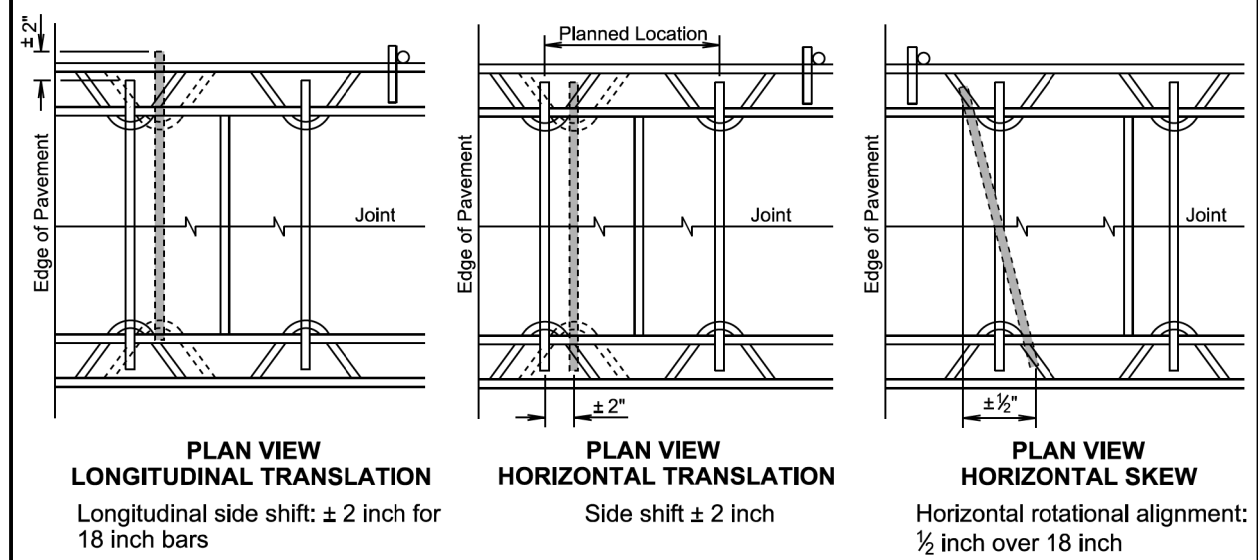 ± 2"
Edge of Pavement
Joint
PLAN VIEW
LONGITUDINAL TRANSLATION
Longitudinal side shift: ± 2 inch for
18 inch bars
Planned Location
Edge of Pavement
Joint
± 2"
PLAN VIEW
HORIZONTAL TRANSLATION
Side shift ± 2 inch
Edge of Pavement
Joint
±½"
PLAN VIEW
HORIZONTAL SKEW
Horizontal rotational alignment:
½ inch over 18 inch